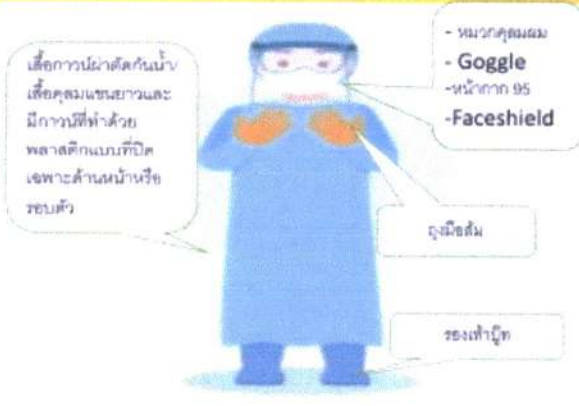 เสื้อกาวน์ผ่าตัดกันน้ำ/
เสื้อคลุมแขนยาวและ
มีกาวน์ที่ทำด้วย
พลาสติกแบบที่ปิด
เฉพาะด้านหน้าหรือ
รอบตัว
- หมวกคลุมผม
- Goggle
-หน้ากาก 95
-Faceshield
ถุงมือส้ม
รองเท้าบู๊ท